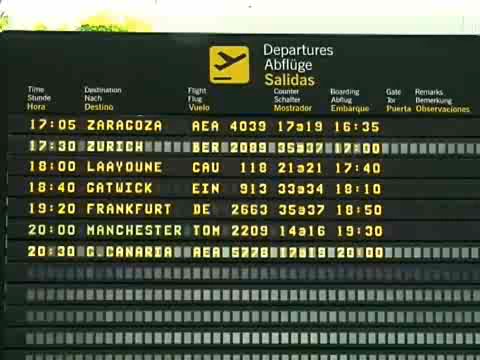 Departures
Abflüge
Salidas
Time Destination Flight Counter Boarding Gate Remarks
Stunde Nach Flug Schalter Abflug Tor Bemerkung
Hora Destino Vuelo Mostrador Embarque Puerta Observaciones
17:05 ZARAGOZA AEA 4039 17a19 16:35
17:30 ZURICH BER 2089 35a37 17:00
18:00 LAAYOUNE CAU 118 21a21 17:40
18:40 GATWICK EIN 913 33a34 18:10
19:20 FRANKFURT DE 2663 35a37 18:50
20:00 MANCHESTER TOM 2209 14a16 19:30
20:30 G.CANARIA AEA 17a19 20:00